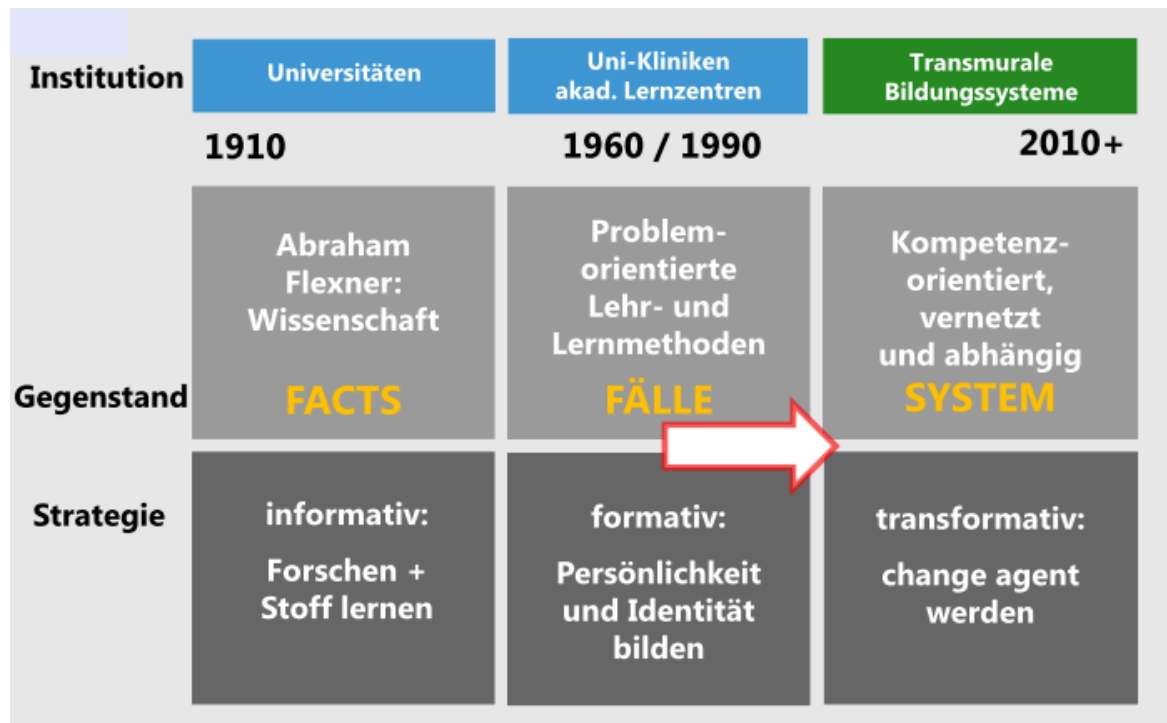 Institution
Universitäten
Uni-Kliniken
akad. Lernzentren
Transmurale
Bildungssysteme
1910
1960 / 1990
2010+
Gegenstand
Abraham
Flexner:
Wissenschaft
FACTS
Problem-
orientierte
Lehr- und
Lernmethoden
FÄLLE
Kompetenz-
orientiert,
vernetzt
und abhängig
SYSTEM
Strategie
informativ:
Forschen +
Stoff lernen
formativ:
Persönlichkeit
und Identität
bilden
transformativ:
change agent
werden